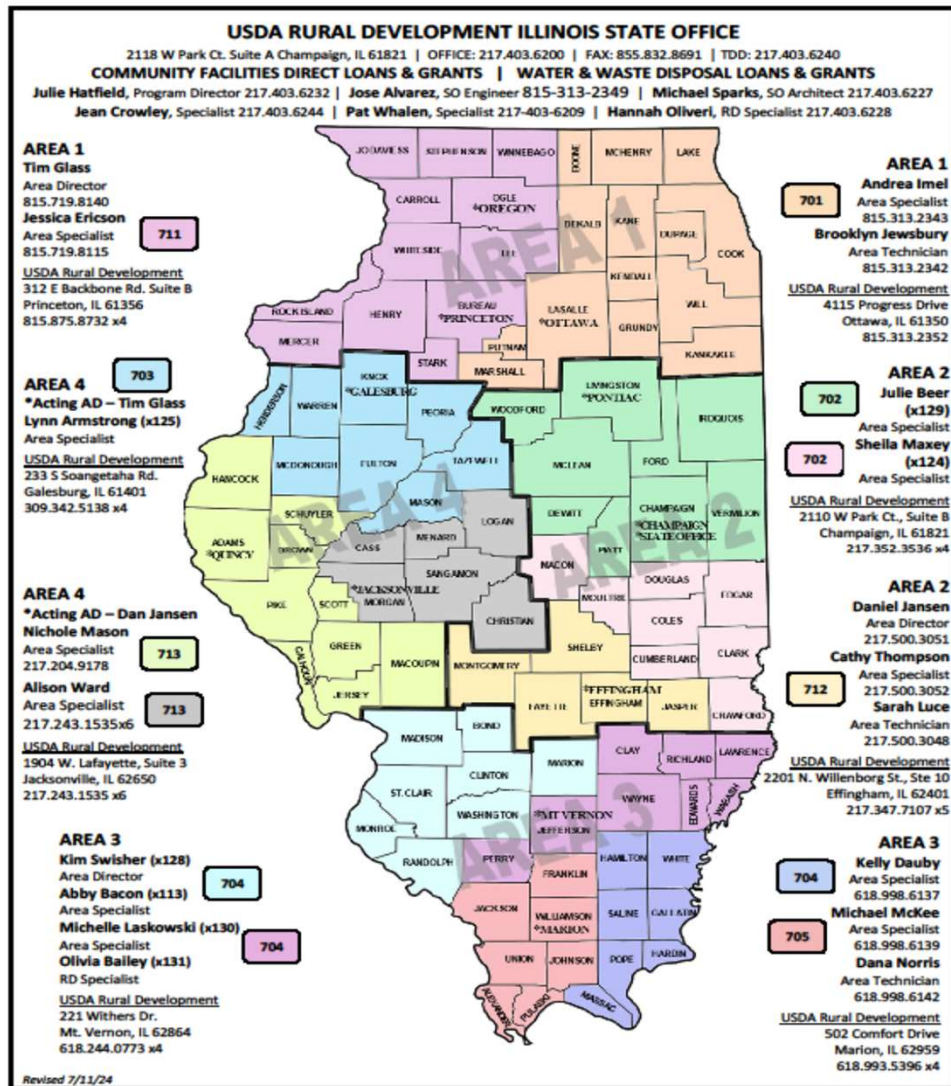 USDA RURAL DEVELOPMENT ILLINOIS STATE OFFICE
2118 W Park Ct. Suite A Champaign, IL 61821 | OFFICE: 217.403.6200 | FAX: 855.832.8691 | TDD: 217.403.6240
COMMUNITY FACILITIES DIRECT LOANS & GRANTS | WATER & WASTE DISPOSAL LOANS & GRANTS
Julie Hatfield, Program Director 217.403.6232 | Jose Alvarez, SO Engineer 815-313-2349 | Michael Sparks, SO Architect 217.403.6227
Jean Crowley, Specialist 217.403.6244 | Pat Whalen, Specialist 217-403-6209 | Hannah Oliveri, RD Specialist 217.403.6228
AREA 1
Tim Glass
Area Director
815.719.8140
Jessica Ericson
Area Specialist
815.719.8115
711
USDA Rural Development
312 E Backbone Rd. Suite B
Princeton, IL 61356
815.875.8732 x4
703
AREA 4
*Acting AD – Tim Glass
Lynn Armstrong (x125)
Area Specialist
USDA Rural Development
233 S Soangetaha Rd.
Galesburg, IL 61401
309.342.5138 x4
AREA 4
*Acting AD – Dan Jansen
Nichole Mason
Area Specialist
217.204.9178
713
Alison Ward
Area Specialist
217.243.1535x6
713
USDA Rural Development
1904 W. Lafayette, Suite 3
Jacksonville, IL 62650
217.243.1535 x6
AREA 3
Kim Swisher (x128)
Area Director
704
Abby Bacon (x113)
Area Specialist
Michelle Laskowski (x130)
Area Specialist
704
Olivia Bailey (x131)
RD Specialist
USDA Rural Development
221 Withers Dr.
Mt. Vernon, IL 62864
618.244.0773 x4
Revised 7/11/24
JO DAVIESS
STEPHENSON
WINNEBAGO
BOONE
MCHENRY
LAKE
CARROLL
OGLE
*OREGON
DEKALB
KANE
DUPAGE
COOK
WHITESIDE
LEE
AREA 1
KENDALL
WILL
ROCK ISLAND
HENRY
BUREAU
*PRINCETON
LASALLE
*OTTAWA
GRUNDY
MERCER
PUTNAM
STARK
MARSHALL
KANKAKEE
HENDERSON
WARREN
KNOX
*GALESBURG
PEORIA
WOODFORD
LIVINGSTON
*PONTIAC
IROQUOIS
MCDONOUGH
FULTON
TAZEWELL
MCLEAN
FORD
HANCOCK
SCHUYLER
MASON
AREA 4
LOGAN
DEWITT
CHAMPAIGN
*CHAMPAIGN
STATE OFFICE
VERMILION
AREA 2
ADAMS
*QUINCY
BROWN
CASS
MENARD
PIATT
MACON
SANGAMON
*JACKSONVILLE
MORGAN
MOULTRIE
DOUGLAS
EDGAR
PIKE
SCOTT
CHRISTIAN
COLES
SHELBY
CUMBERLAND
CLARK
GREEN
MACOUPIN
MONTGOMERY
CALHOUN
JERSEY
FAYETTE
*EFFINGHAM
EFFINGHAM
JASPER
CRAWFORD
MADISON
BOND
CLINTON
MARION
CLAY
RICHLAND
LAWRENCE
ST. CLAIR
WASHINGTON
*MT VERNON
JEFFERSON
WAYNE
EDWARDS
WABASH
MONROE
AREA 3
RANDOLPH
PERRY
FRANKLIN
HAMILTON
WHITE
JACKSON
WILLIAMSON
*MARION
SALINE
GALLATIN
UNION
JOHNSON
POPE
HARDIN
ALEXANDER
PULASKI
MASSAC
AREA 1
701
Andrea Imel
Area Specialist
815.313.2343
Brooklyn Jewsbury
Area Technician
815.313.2342
USDA Rural Development
4115 Progress Drive
Ottawa, IL 61350
815.313.2352
AREA 2
702
Julie Beer
(x129)
Area Specialist
702
Sheila Maxey
(x124)
Area Specialist
USDA Rural Development
2110 W Park Ct., Suite B
Champaign, IL 61821
217.352.3536 x4
AREA 2
Daniel Jansen
Area Director
217.500.3051
Cathy Thompson
Area Specialist
217.500.3052
712
Sarah Luce
Area Technician
217.500.3048
USDA Rural Development
2201 N. Willenborg St., Ste 10
Effingham, IL 62401
217.347.7107 x5
AREA 3
704
Kelly Dauby
Area Specialist
618.998.6137
705
Michael McKee
Area Specialist
618.998.6139
Dana Norris
Area Technician
618.998.6142
USDA Rural Development
502 Comfort Drive
Marion, IL 62959
618.993.5396 x4